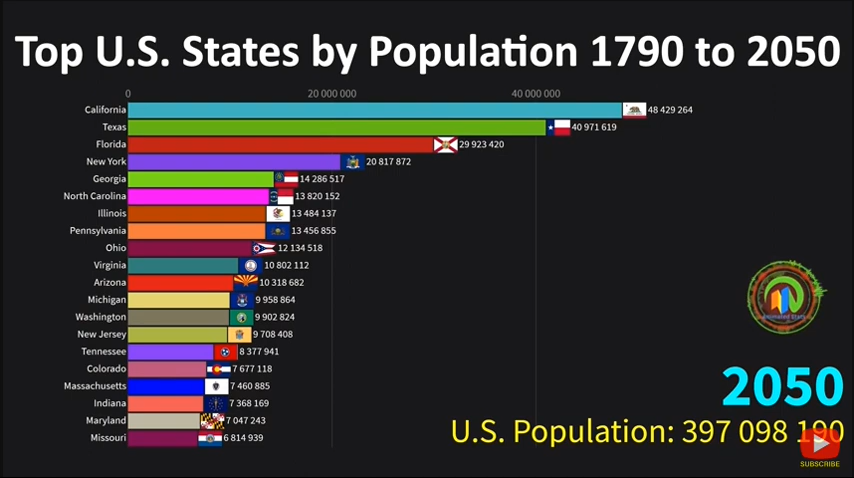 Top U.S. States by Population 1790 to 2050
0 20 000 000 40 000 000
California 48 429 264
Texas 40 971 619
Florida 29 923 420
New York 20 817 872
Georgia 14 286 517
North Carolina 13 820 152
Illinois 13 484 137
Pennsylvania 13 456 855
Ohio 12 134 518
Virginia 10 802 112
Arizona 10 318 682
Michigan 9 958 864
Washington 9 902 824
New Jersey 9 708 408
Tennessee 8 377 941
Colorado 7 677 118
Massachusetts 7 460 885
Indiana 7 368 169
Maryland 7 047 243
Missouri 6 814 939
Animated Stats
2050
U.S. Population: 397 098 190
SUBSCRIBE